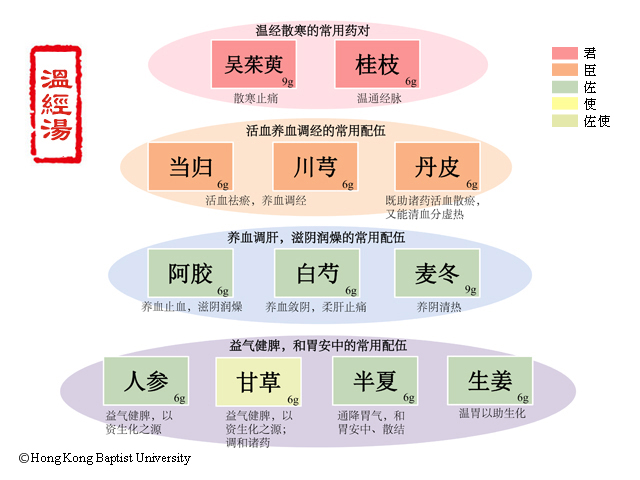 温经散寒的常用药对
吴茱萸
9g
桂枝
6g
散寒止痛
温通经脉
君
臣
佐
使
佐使
溫經湯
活血养血调经的常用配伍
当归
6g
川芎
6g
丹皮
6g
活血祛瘀，养血调经
既助诸药活血散瘀，
又能清血分虚热
养血调肝，滋阴润燥的常用配伍
阿胶
6g
白芍
6g
麦冬
9g
养血止血，滋阴润燥
养血敛阴，柔肝止痛
养阴清热
益气健脾，和胃安中的常用配伍
人参
6g
甘草
6g
半夏
6g
生姜
6g
益气健脾，以
资生化之源
益气健脾，以
资生化之源；
调和诸药
通降胃气，和
胃安中、散结
温胃以助生化
©Hong Kong Baptist University